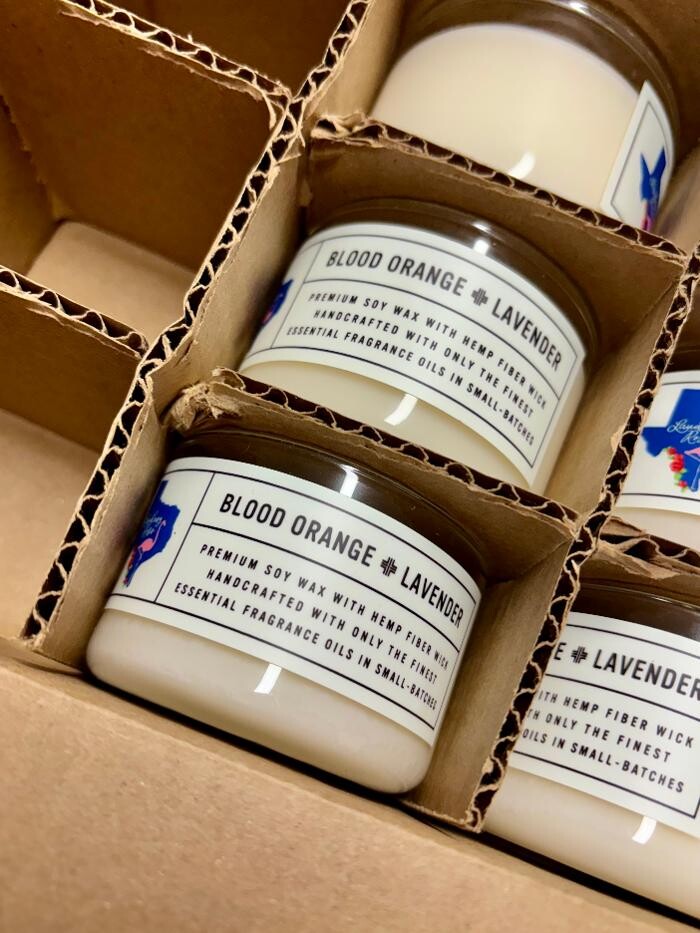 BLOOD ORANGE LAVENDER
PREMIUM SOY WAX WITH HEMP FIBER WICK
HANDCRAFTED WITH ONLY THE FINEST
ESSENTIAL FRAGRANCE OILS IN SMALL-BATCHES
BLOOD ORANGE LAVENDER
PREMIUM SOY WAX WITH HEMP FIBER WICK
HANDCRAFTED WITH ONLY THE FINEST
ESSENTIAL FRAGRANCE OILS IN SMALL-BATCHES
E LAVENDER
ITH HEMP FIBER WICK
TH ONLY THE FINEST
OILS IN SMALL-BATCHES